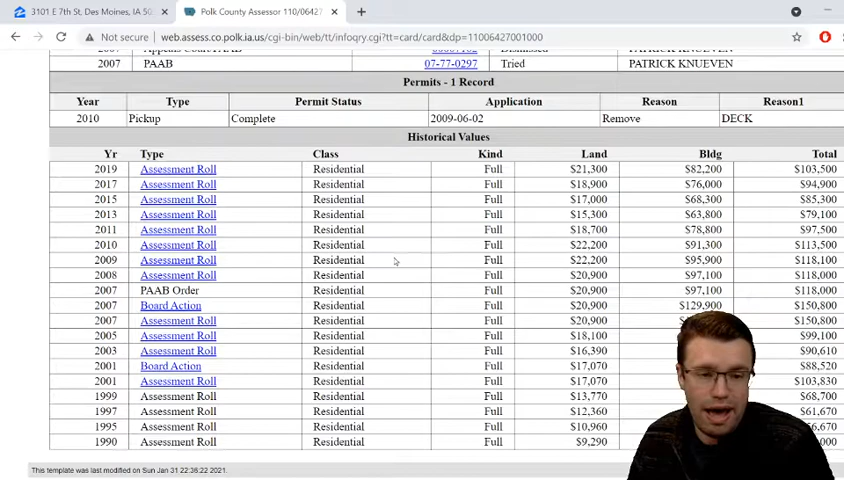 3101 E 7th St, Des Moines, IA 50
Polk County Assessor 110/06427
Not secure
web.assess.co.polk.ia.us/cgi-bin/web/tt/infoqry.cgi?tt=card/card&dp=11006427001000
Dismissed PATRICK KNUEVEN
2007 PAAB 07-77-0297 Tried PATRICK KNUEVEN
Permits - 1 Record
Year Type Permit Status Application Reason Reason1
2010 Pickup Complete 2009-06-02 Remove DECK
Historical Values
Yr Type Class Kind Land Bldg Total
2019 Assessment Roll Residential Full $21,300 $82,200 $103,500
2017 Assessment Roll Residential Full $18,900 $76,000 $94,900
2015 Assessment Roll Residential Full $17,000 $68,300 $85,300
2013 Assessment Roll Residential Full $15,300 $63,800 $79,100
2011 Assessment Roll Residential Full $18,700 $78,800 $97,500
2010 Assessment Roll Residential Full $22,200 $91,300 $113,500
2009 Assessment Roll Residential Full $22,200 $95,900 $118,100
2008 Assessment Roll Residential Full $20,900 $97,100 $118,000
2007 PAAB Order Residential Full $20,900 $97,100 $118,000
2007 Board Action Residential Full $20,900 $129,900 $150,800
2007 Assessment Roll Residential Full $20,900 $150,800
2005 Assessment Roll Residential Full $18,100 $99,100
2003 Assessment Roll Residential Full $16,390 $90,610
2001 Board Action Residential Full $17,070 $88,520
2001 Assessment Roll Residential Full $17,070 $103,830
1999 Assessment Roll Residential Full $13,770 $68,700
1997 Assessment Roll Residential Full $12,360 $61,670
1995 Assessment Roll Residential Full $10,960
1990 Assessment Roll Residential Full $9,290
This template was last modified on Sun Jan 31 22:36:22 2021.